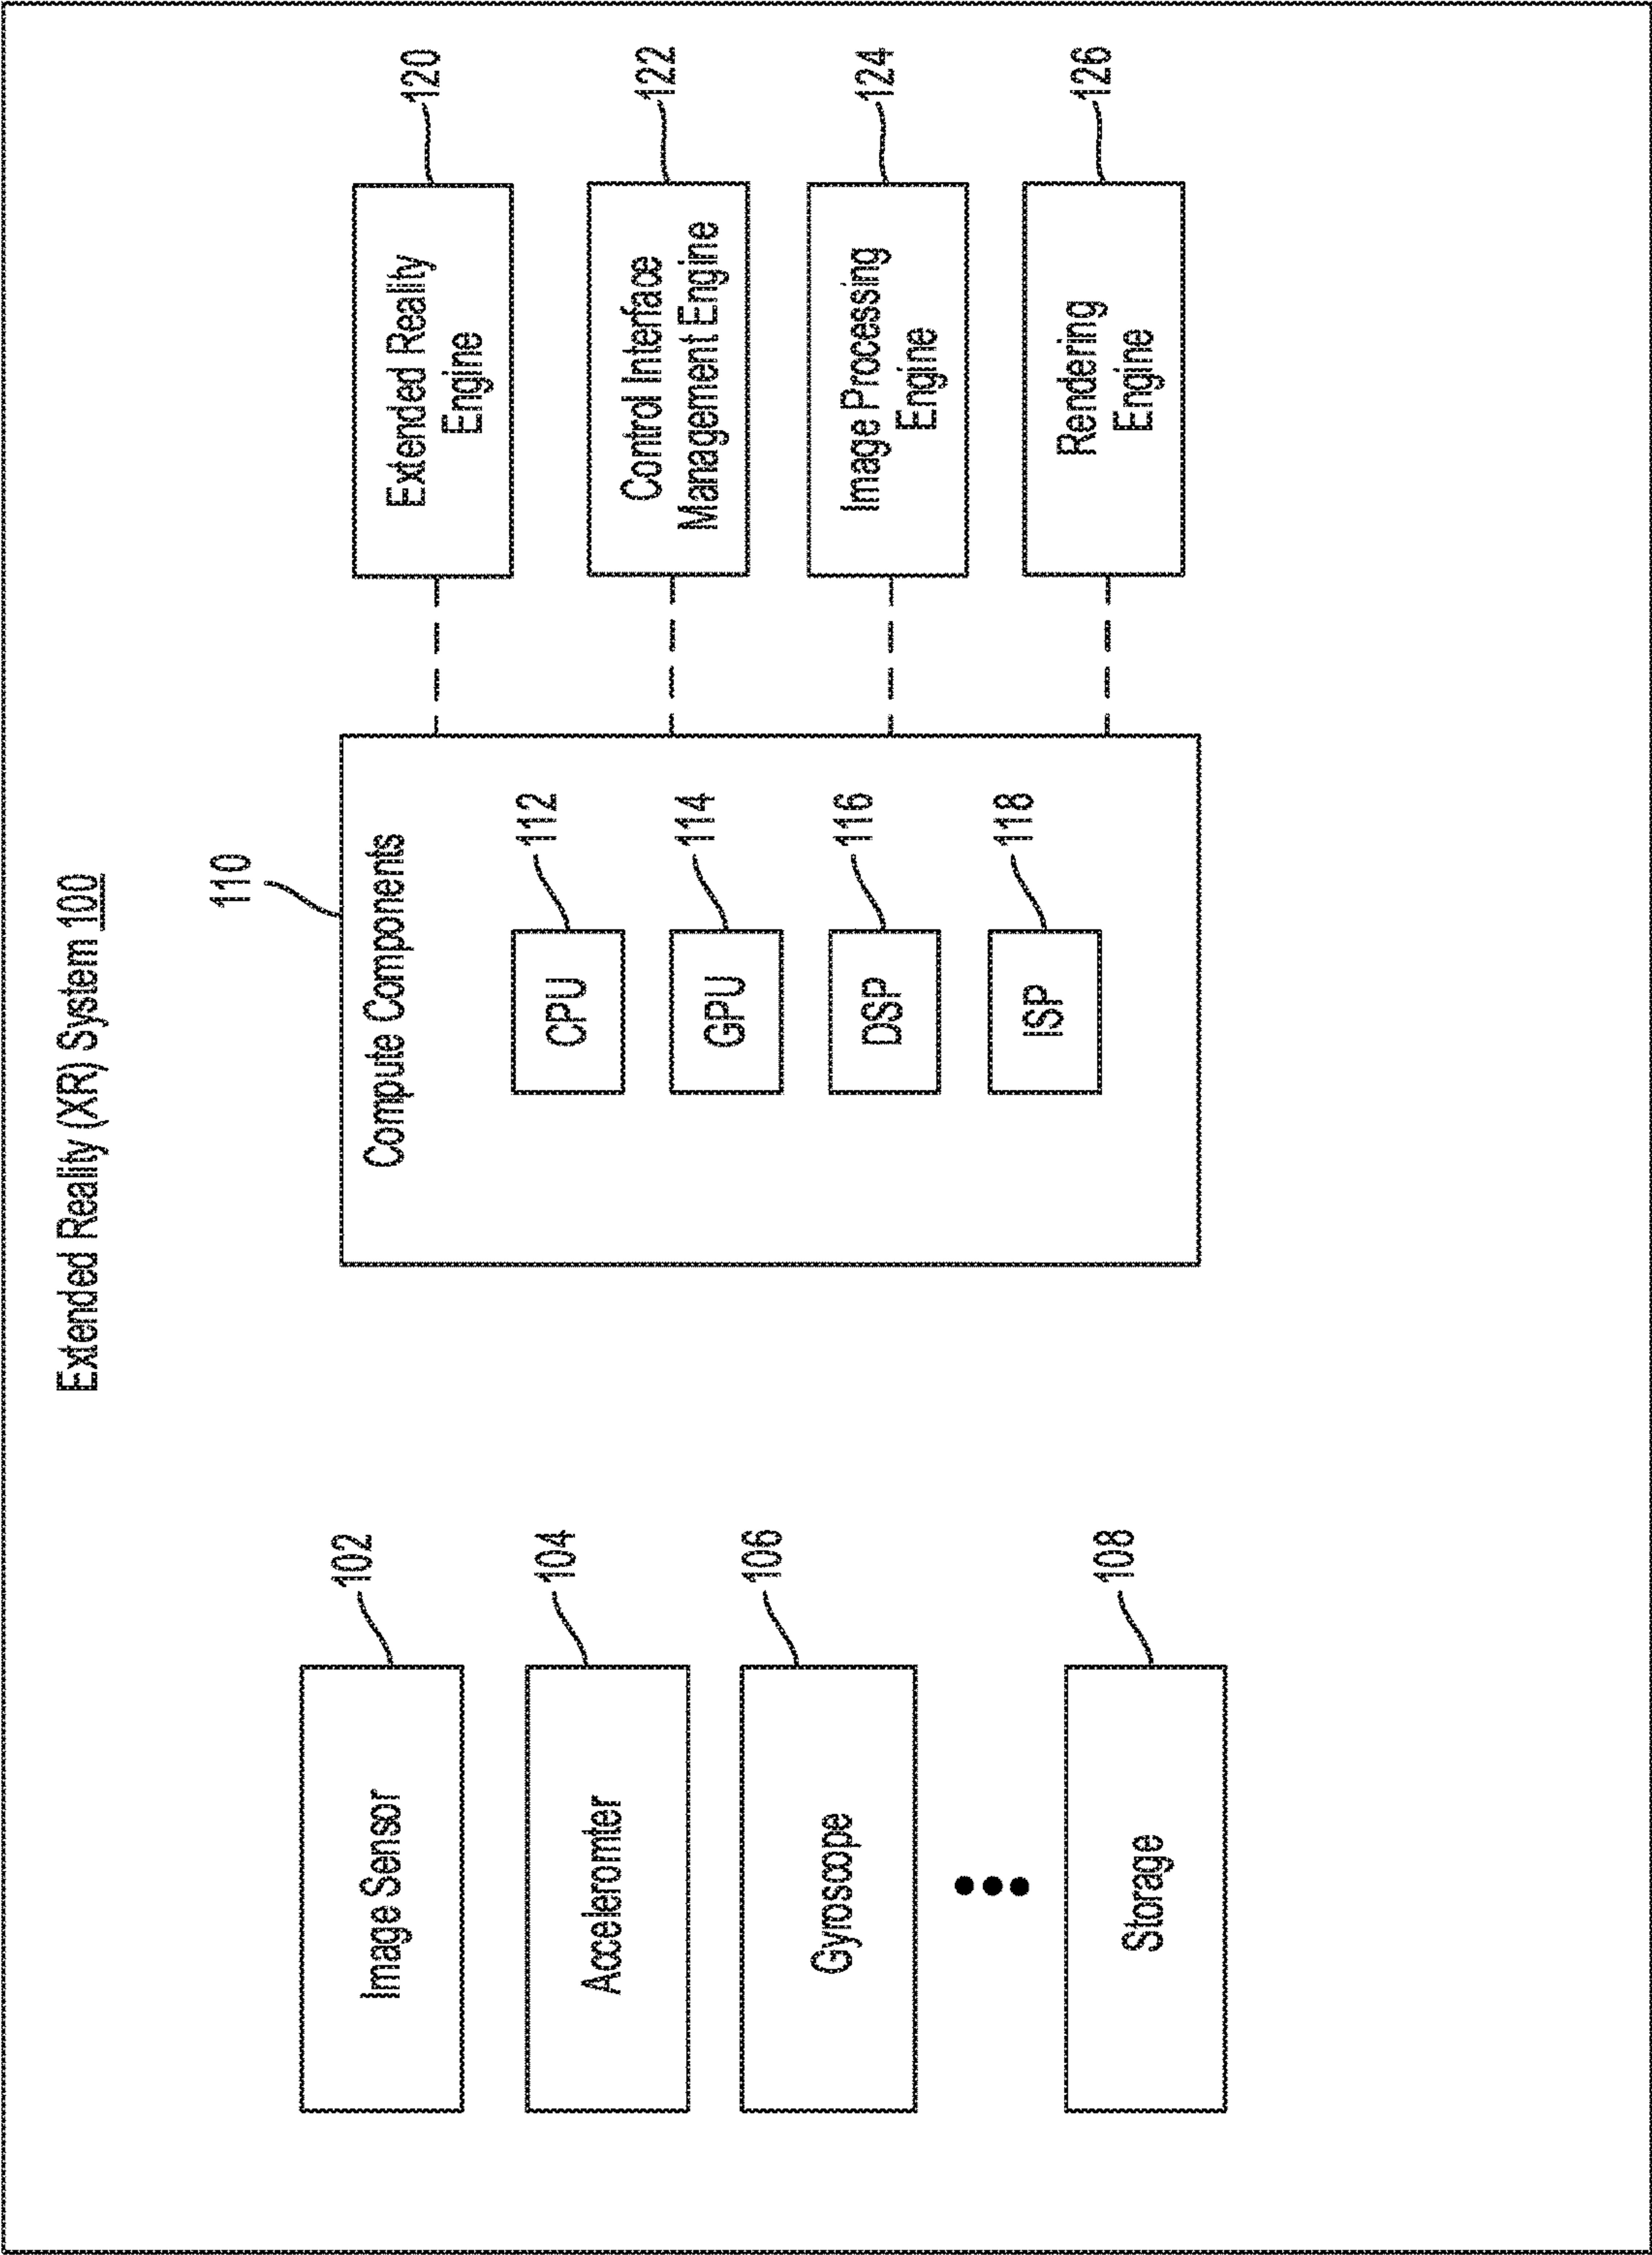 Extended Reality (XR) System 100
102
Image Sensor
104
Acceleromter
106
Gyroscope
108
Storage
110
Compute Components
112
CPU
114
GPU
116
DSP
118
ISP
120
Extended Reality
Engine
122
Control Interface
Management Engine
124
Image Processing
Engine
126
Rendering
Engine